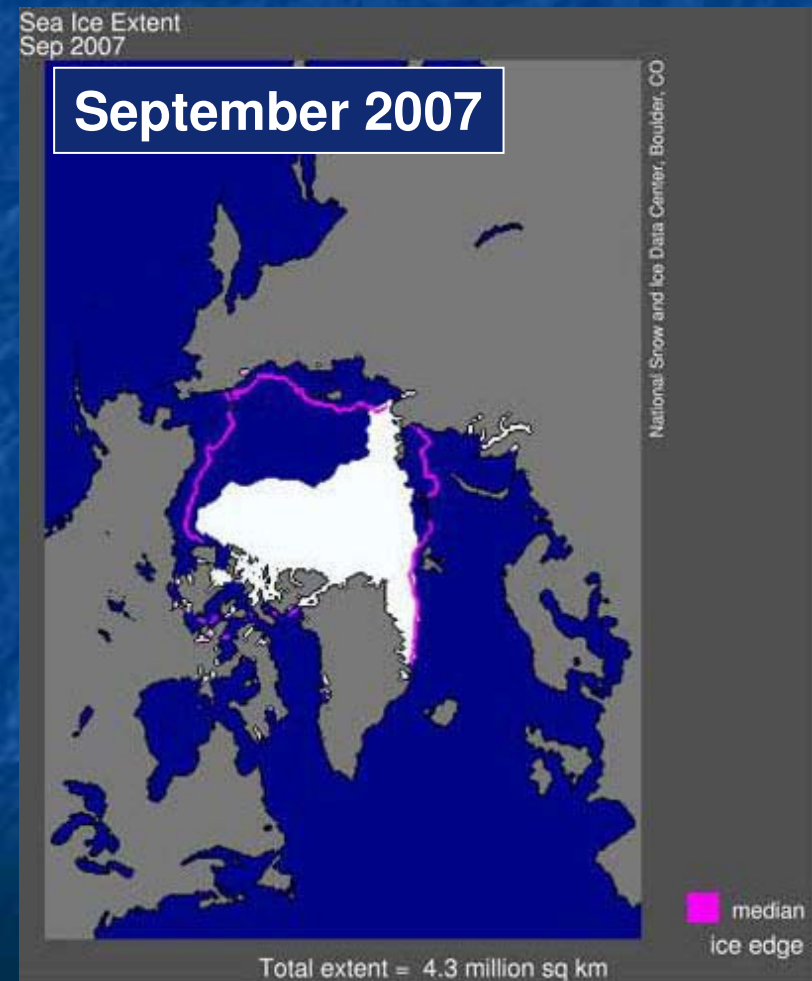 Sea Ice Extent
Sep 2007
September 2007
National Snow and Ice Data Center, Boulder, CO
median
ice edge
Total extent = 4.3 million sq km